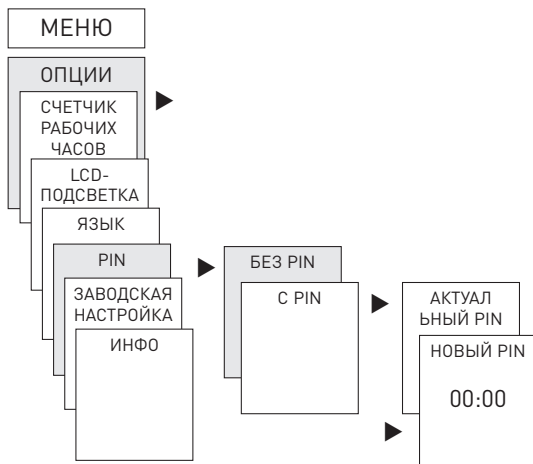 МЕНЮ
ОПЦИИ
СЧЕТЧИК
РАБОЧИХ
ЧАСОВ
LCD-
ПОДСВЕТКА
ЯЗЫК
PIN
ЗАВОДСКАЯ
НАСТРОЙКА
ИНФО
БЕЗ PIN
С PIN
АКТУАЛ
ЬНЫЙ PIN
НОВЫЙ PIN
00:00